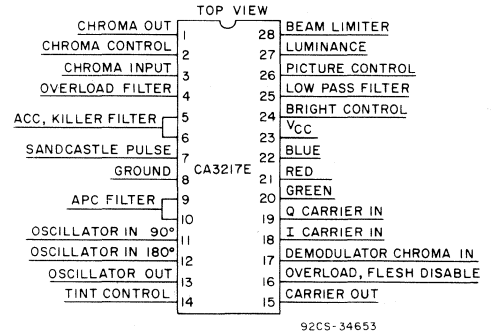 TOP VIEW
CHROMA OUT 1 28 BEAM LIMITER
CHROMA CONTROL 2 27 LUMINANCE
CHROMA INPUT 3 26 PICTURE CONTROL
OVERLOAD FILTER 4 25 LOW PASS FILTER
ACC, KILLER FILTER 5 24 BRIGHT CONTROL
6 23 VCC
SANDCASTLE PULSE 7 22 BLUE
GROUND 8 CA3217E 21 RED
APC FILTER 9 20 GREEN
10 19 Q CARRIER IN
OSCILLATOR IN 90° 11 18 I CARRIER IN
OSCILLATOR IN 180° 12 17 DEMODULATOR CHROMA IN
OSCILLATOR OUT 13 16 OVERLOAD, FLESH DISABLE
TINT CONTROL 14 15 CARRIER OUT
92CS-34653